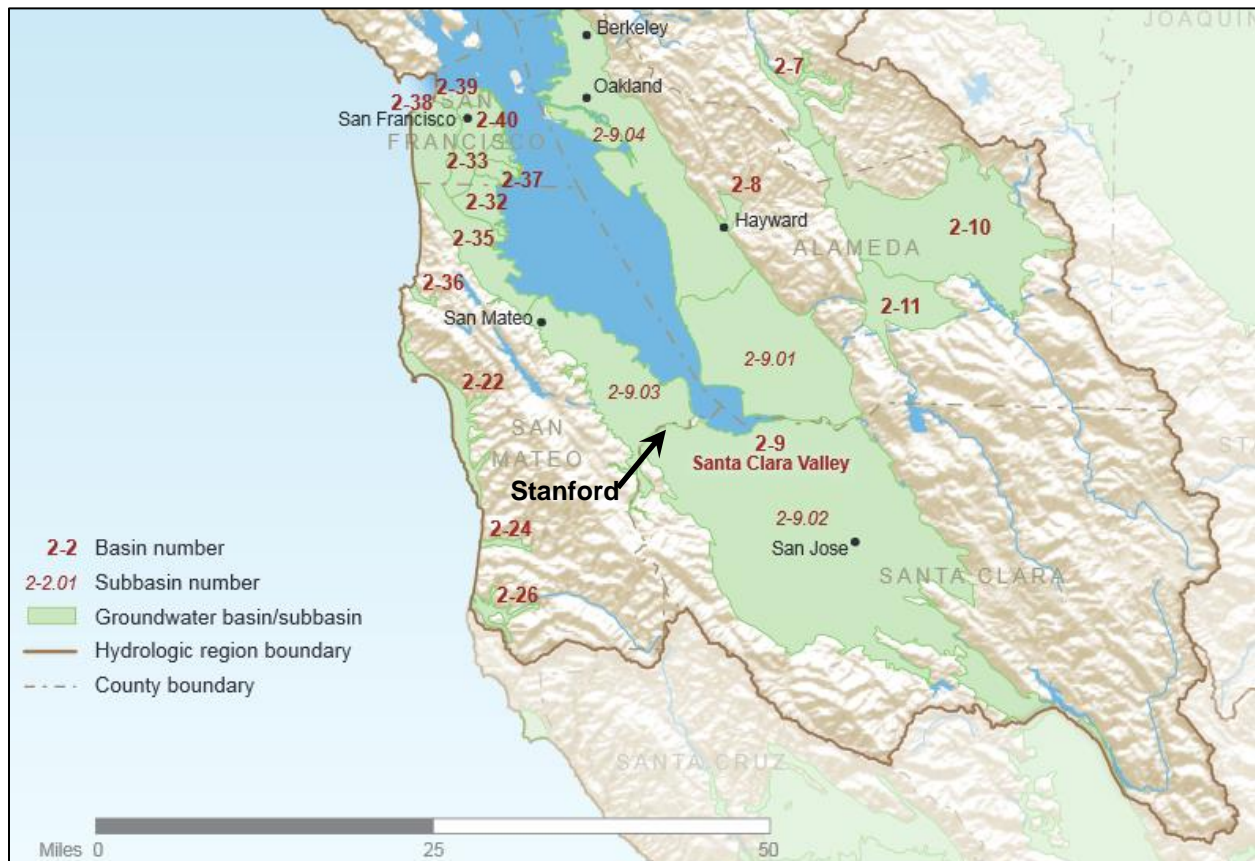 JOAQUIN
Berkeley
2-7
2-39
Oakland
2-38
SAN
San Francisco
2-40
FRANCISCO
2-9.04
2-33
2-37
2-8
2-32
Hayward
2-10
2-35
ALAMEDA
2-36
2-11
San Mateo
2-9.01
2-22
2-9.03
SAN
MATEO
2-9
Santa Clara Valley
Stanford
2-9.02
2-24
San Jose
SANTA CLARA
2-26
2-2 Basin number
2-2.01 Subbasin number
Groundwater basin/subbasin
Hydrologic region boundary
County boundary
SANTA CRUZ
Miles 0 25 50